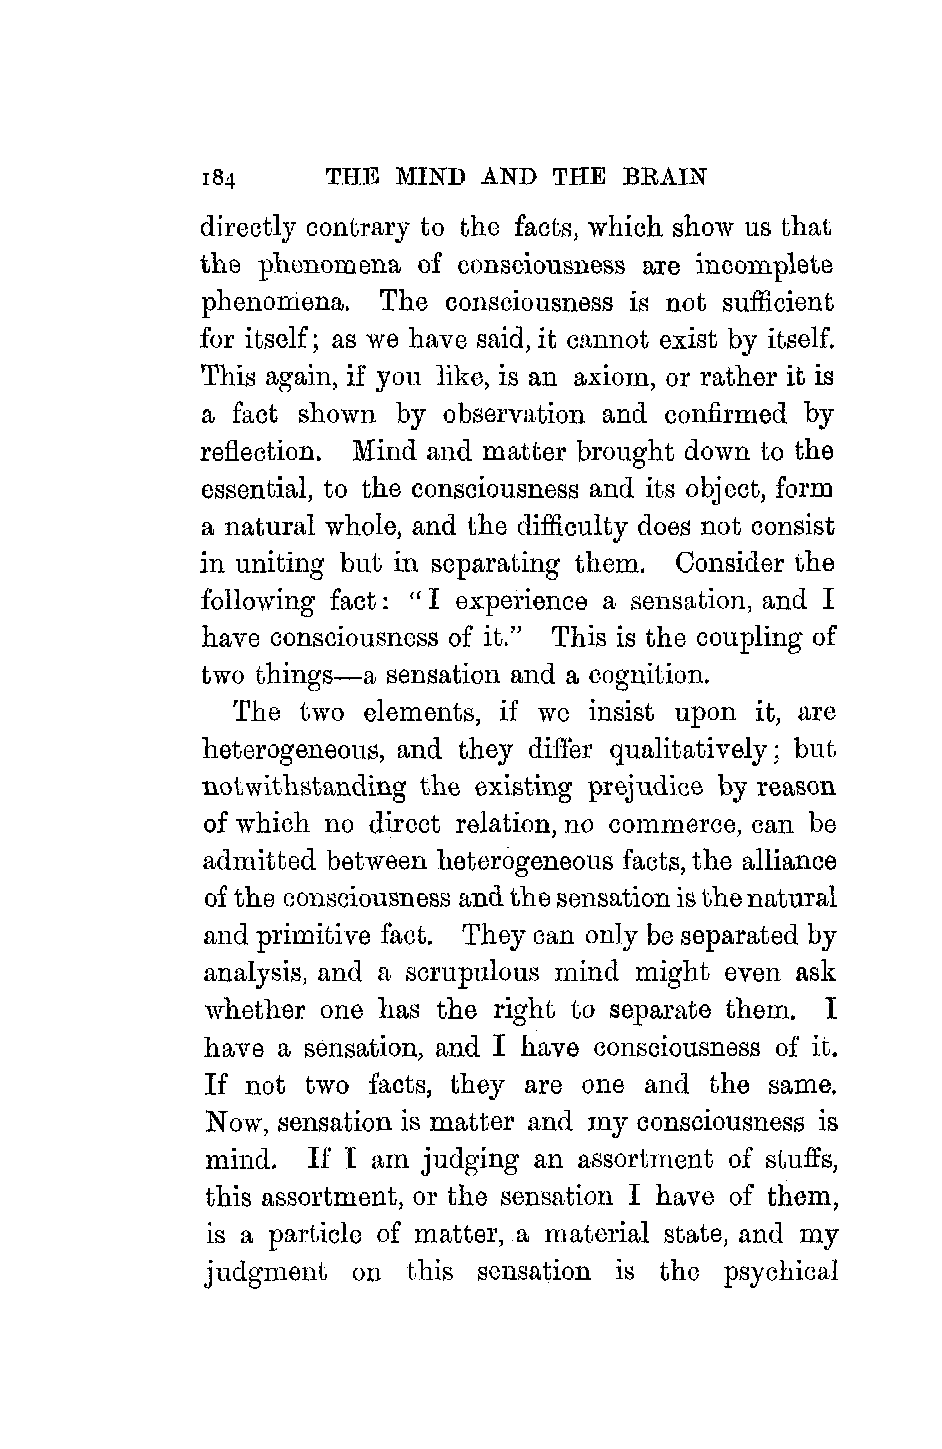 184 THE MIND AND THE BRAIN
directly contrary to the facts, which show us that
the phenomena of consciousness are incomplete
phenomena. The consciousness is not sufficient
for itself; as we have said, it cannot exist by itself.
This again, if you like, is an axiom, or rather it is
a fact shown by observation and confirmed by
reflection. Mind and matter brought down to the
essential, to the consciousness and its object, form
a natural whole, and the difficulty does not consist
in uniting but in separating them. Consider the
following fact: "I experience a sensation, and I
have consciousness of it." This is the coupling of
two things—a sensation and a cognition.
The two elements, if we insist upon it, are
heterogeneous, and they differ qualitatively; but
notwithstanding the existing prejudice by reason
of which no direct relation, no commerce, can be
admitted between heterogeneous facts, the alliance
of the consciousness and the sensation is the natural
and primitive fact. They can only be separated by
analysis, and a scrupulous mind might even ask
whether one has the right to separate them. I
have a sensation, and I have consciousness of it.
If not two facts, they are one and the same.
Now, sensation is matter and my consciousness is
mind. If I am judging an assortment of stuffs,
this assortment, or the sensation I have of them,
is a particle of matter, a material state, and my
judgment on this sensation is the psychical